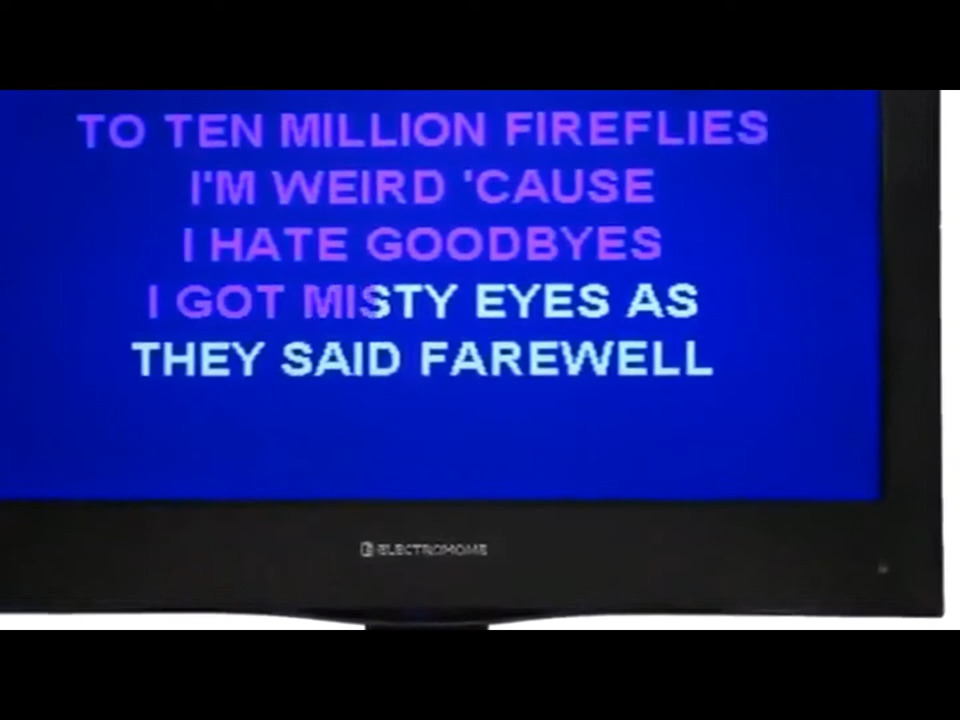 TO TEN MILLION FIREFLIES
I'M WEIRD 'CAUSE
I HATE GOODBYES
I GOT MISTY EYES AS
THEY SAID FAREWELL
ELECTROHOME